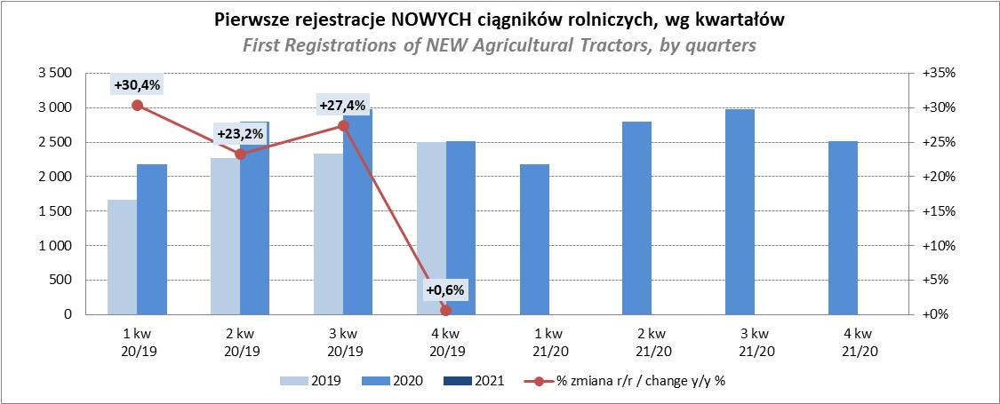 Pierwsze rejestracje NOWYCH ciągników rolniczych, wg kwartałów
First Registrations of NEW Agricultural Tractors, by quarters
3 500
3 000
2 500
2 000
1 500
1 000
500
0
+30,4%
+23,2%
+27,4%
+0,6%
+35%
+30%
+25%
+20%
+15%
+10%
+5%
+0%
1 kw
20/19
2 kw
20/19
3 kw
20/19
4 kw
20/19
1 kw
21/20
2 kw
21/20
3 kw
21/20
4 kw
21/20
2019
2020
2021
% zmiana r/r / change y/y %